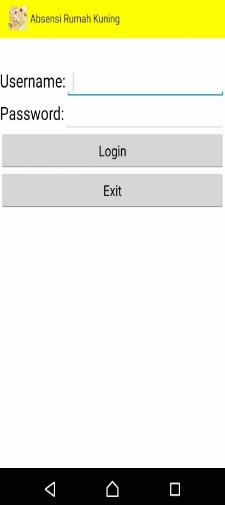 Absensi Rumah Kuning
Username:
Password:
Login
Exit